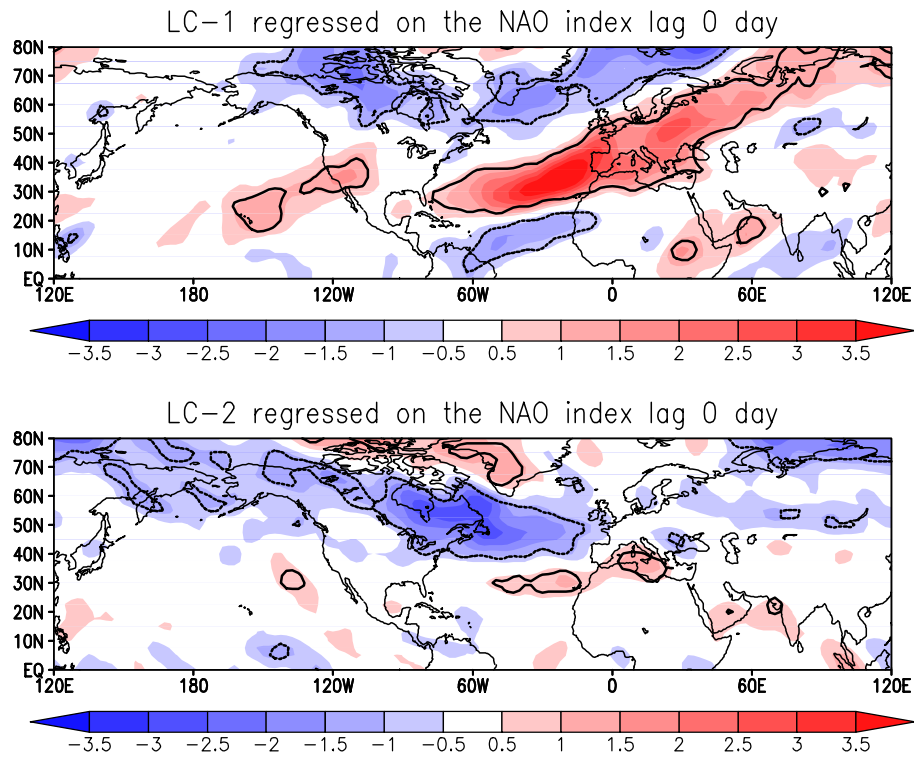 LC-1 regressed on the NAO index lag 0 day
80N
70N
60N
50N
40N
30N
20N
10N
EQ
120E 180 120W 60W 0 60E 120E
-3.5 -3 -2.5 -2 -1.5 -1 -0.5 0.5 1 1.5 2 2.5 3 3.5
LC-2 regressed on the NAO index lag 0 day
80N
70N
60N
50N
40N
30N
20N
10N
EQ
120E 180 120W 60W 0 60E 120E
-3.5 -3 -2.5 -2 -1.5 -1 -0.5 0.5 1 1.5 2 2.5 3 3.5